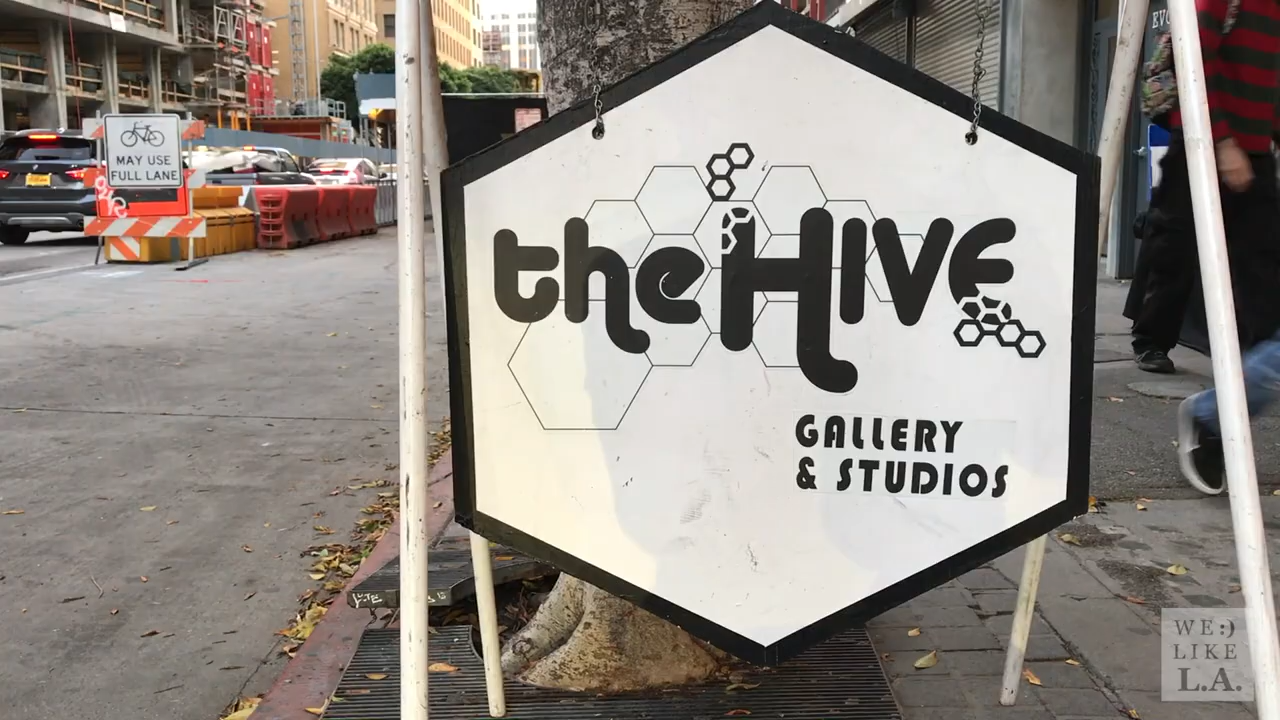 MAY USE
FULL LANE
theHIVE
GALLERY
& STUDIOS
WE:)
LIKE
L.A.